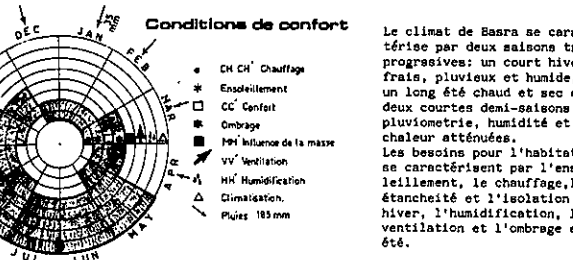 Conditions de confort
DEC
JAN
FEB
MAR
APR
MAY
JUN
JUI
CH CH' Chauffage
Ensoleillement
CC' Confort
Ombrage
MM' Influence de la masse
VV' Ventilation
HH' Humidification
Climatisation.
Pluies 185 mm
Le climat de Basra se cara
térise par deux saisons tr
prograsives: un court hive
frais, pluvieux et humide
un long été chaud et sec
deux courtes demi-saisons
pluviometrie, humidité et
chaleur atténuées.
Les besoins pour l'habitat
se caractérisent par l'ens
leillement, le chauffage,l
étancheité et l'isolation
hiver, l'humidification, l
ventilation et l'ombrage e
été.